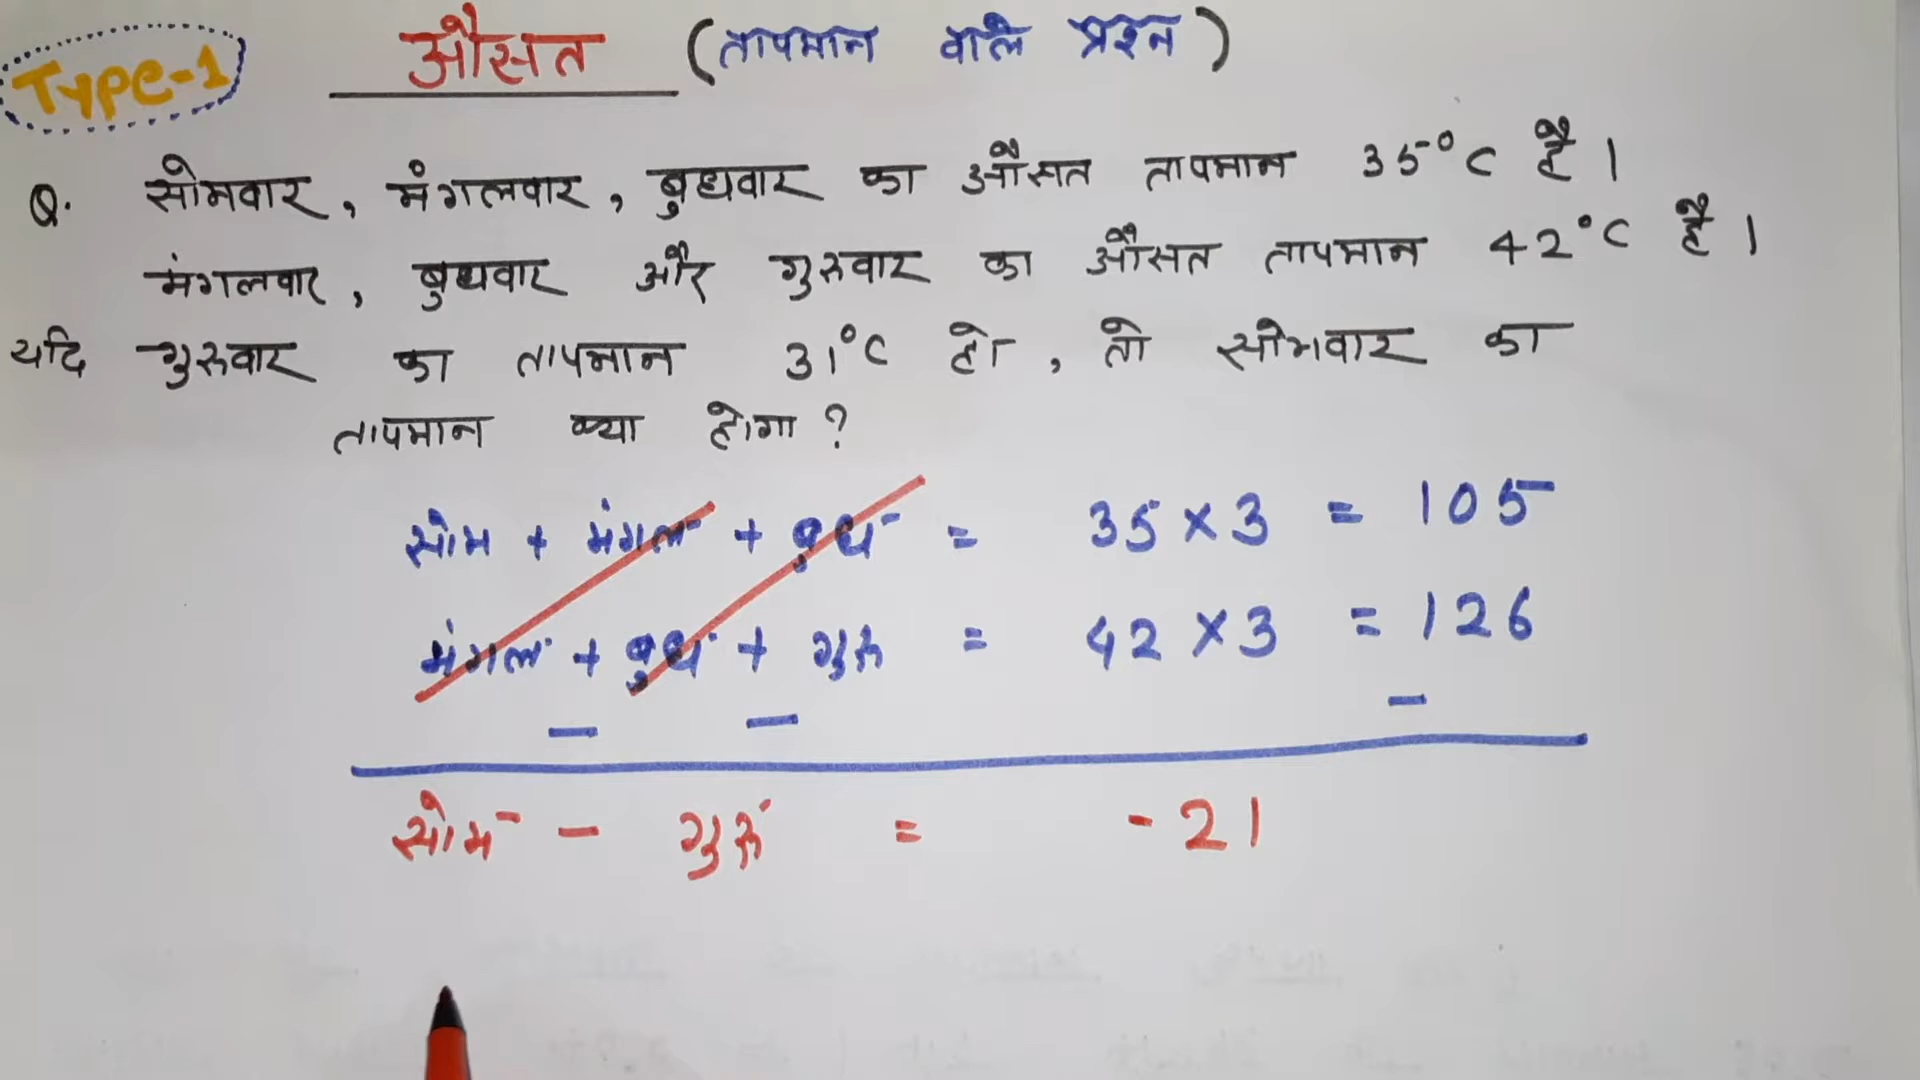 Type-1
औसत (तापमान वाले प्रश्न)
Q. सोमवार, मंगलवार, बुधवार का औसत तापमान 35°C है।
मंगलवार, बुधवार और गुरुवार का औसत तापमान 42°C है।
यदि गुरुवार का तापमान 31°C हो, तो सोमवार का
तापमान क्या होगा?
सोम + मंगल + बुध = 35 × 3 = 105
मंगल + बुध + गुरु = 42 × 3 = 126
− − −
सोम − गुरु = -21